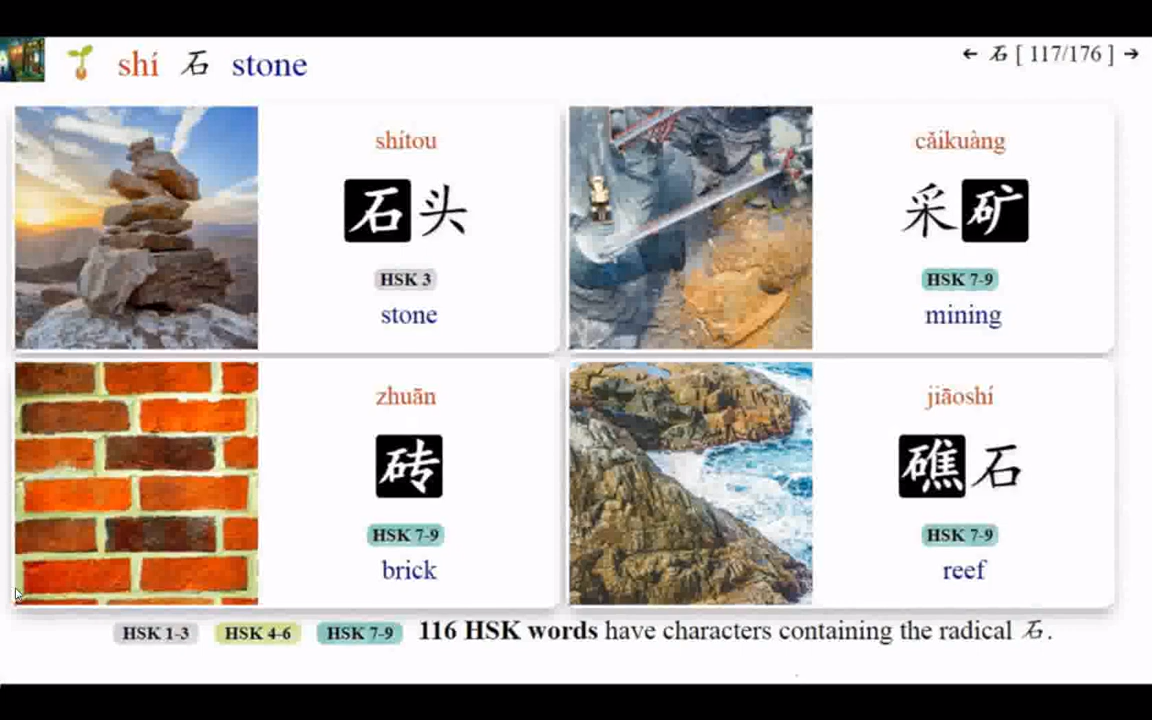 shí 石 stone
← 石 [ 117/176 ] →
shítou
石头
HSK 3
stone
cǎikuàng
采矿
HSK 7-9
mining
zhuān
砖
HSK 7-9
brick
jiāoshí
礁石
HSK 7-9
reef
HSK 1-3 HSK 4-6 HSK 7-9 116 HSK words have characters containing the radical 石.